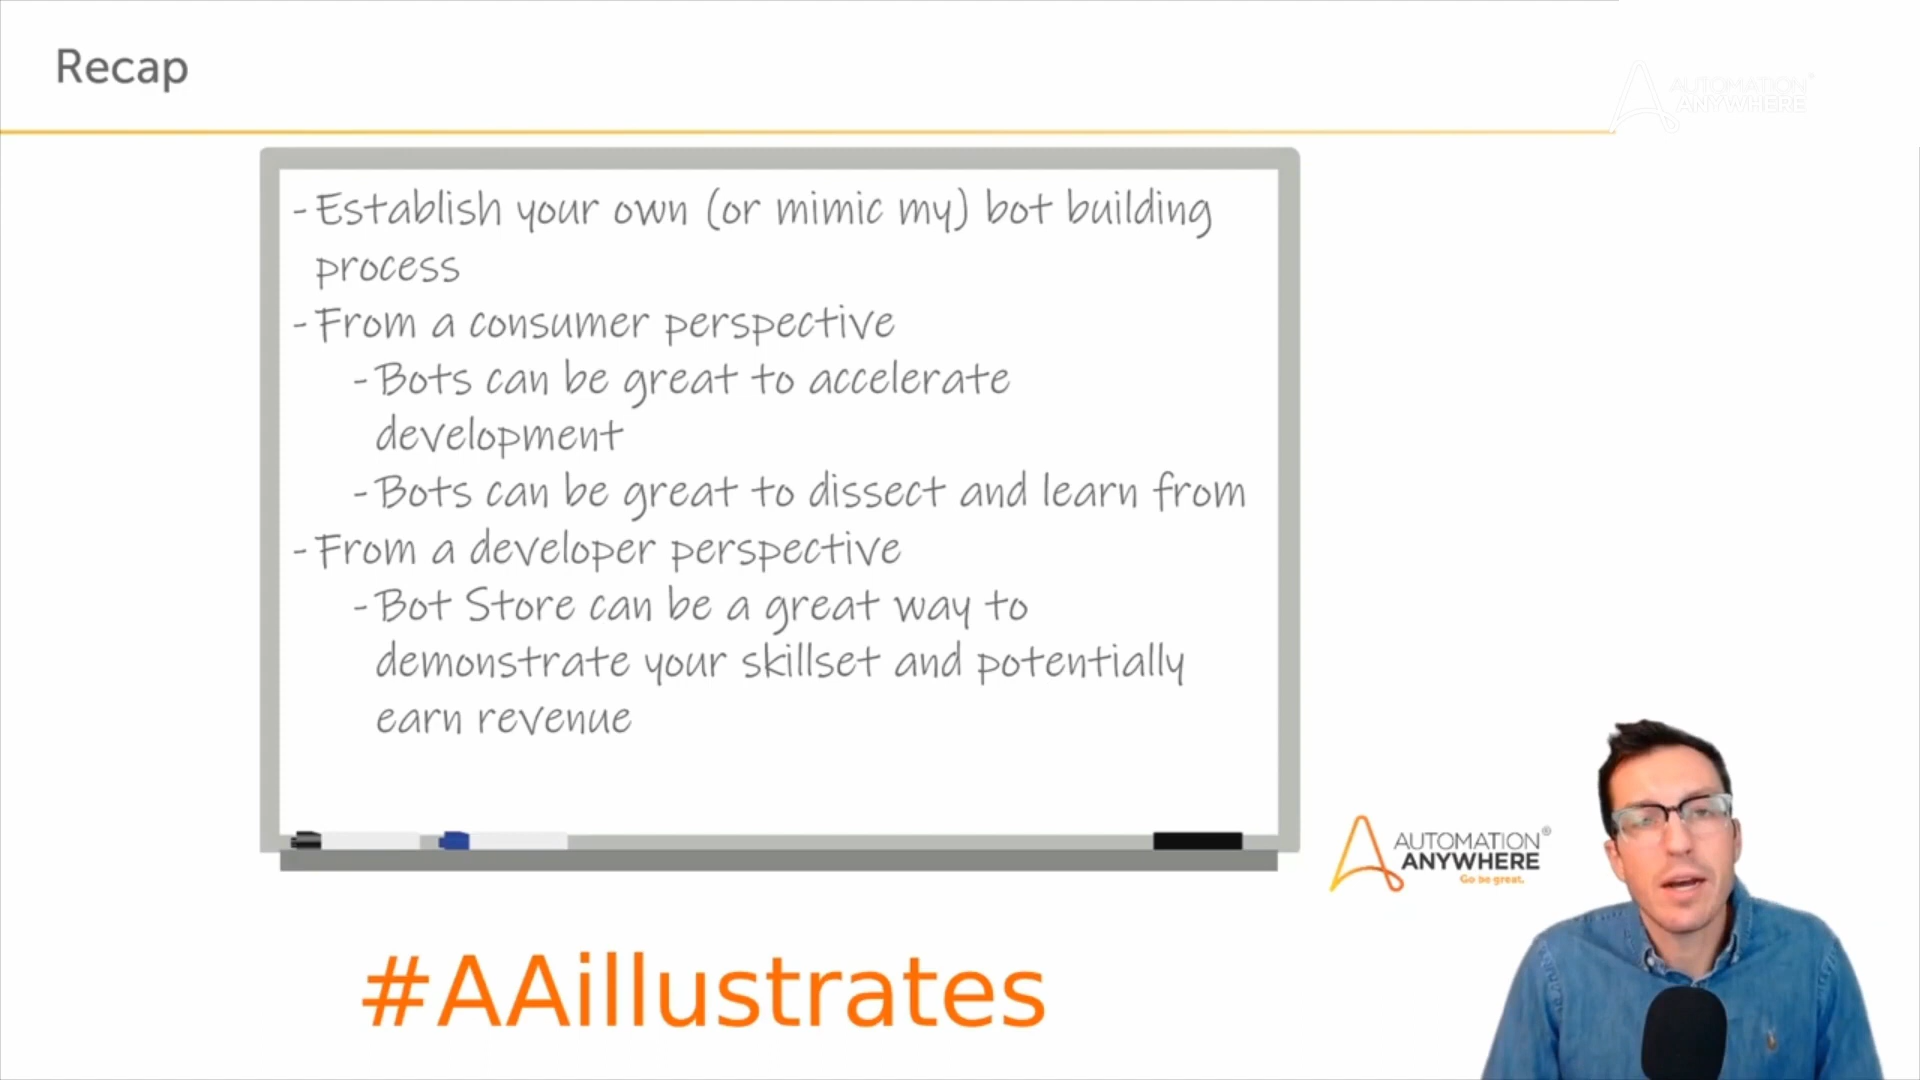 Recap
AUTOMATION
ANYWHERE
- Establish your own (or mimic my) bot building
process
- From a consumer perspective
- Bots can be great to accelerate
development
- Bots can be great to dissect and learn from
- From a developer perspective
- Bot Store can be a great way to
demonstrate your skillset and potentially
earn revenue
AUTOMATION®
ANYWHERE
Go be great.
#AAillustrates